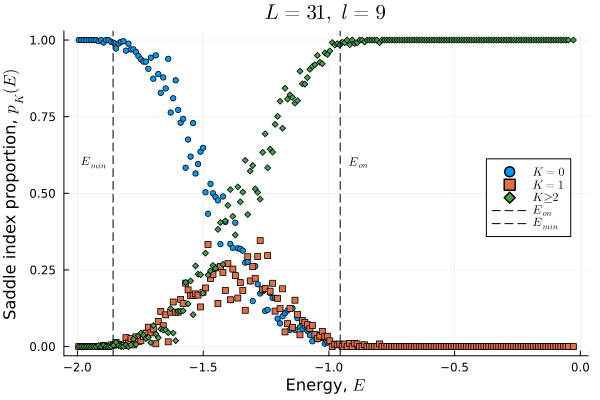 L = 31, l = 9
Saddle index proportion, p_K(E)
1.00
0.75
0.50
0.25
0.00
E_min
E_on
K = 0
K = 1
K ≥ 2
E_on
E_min
−2.0 −1.5 −1.0 −0.5 0.0
Energy, E